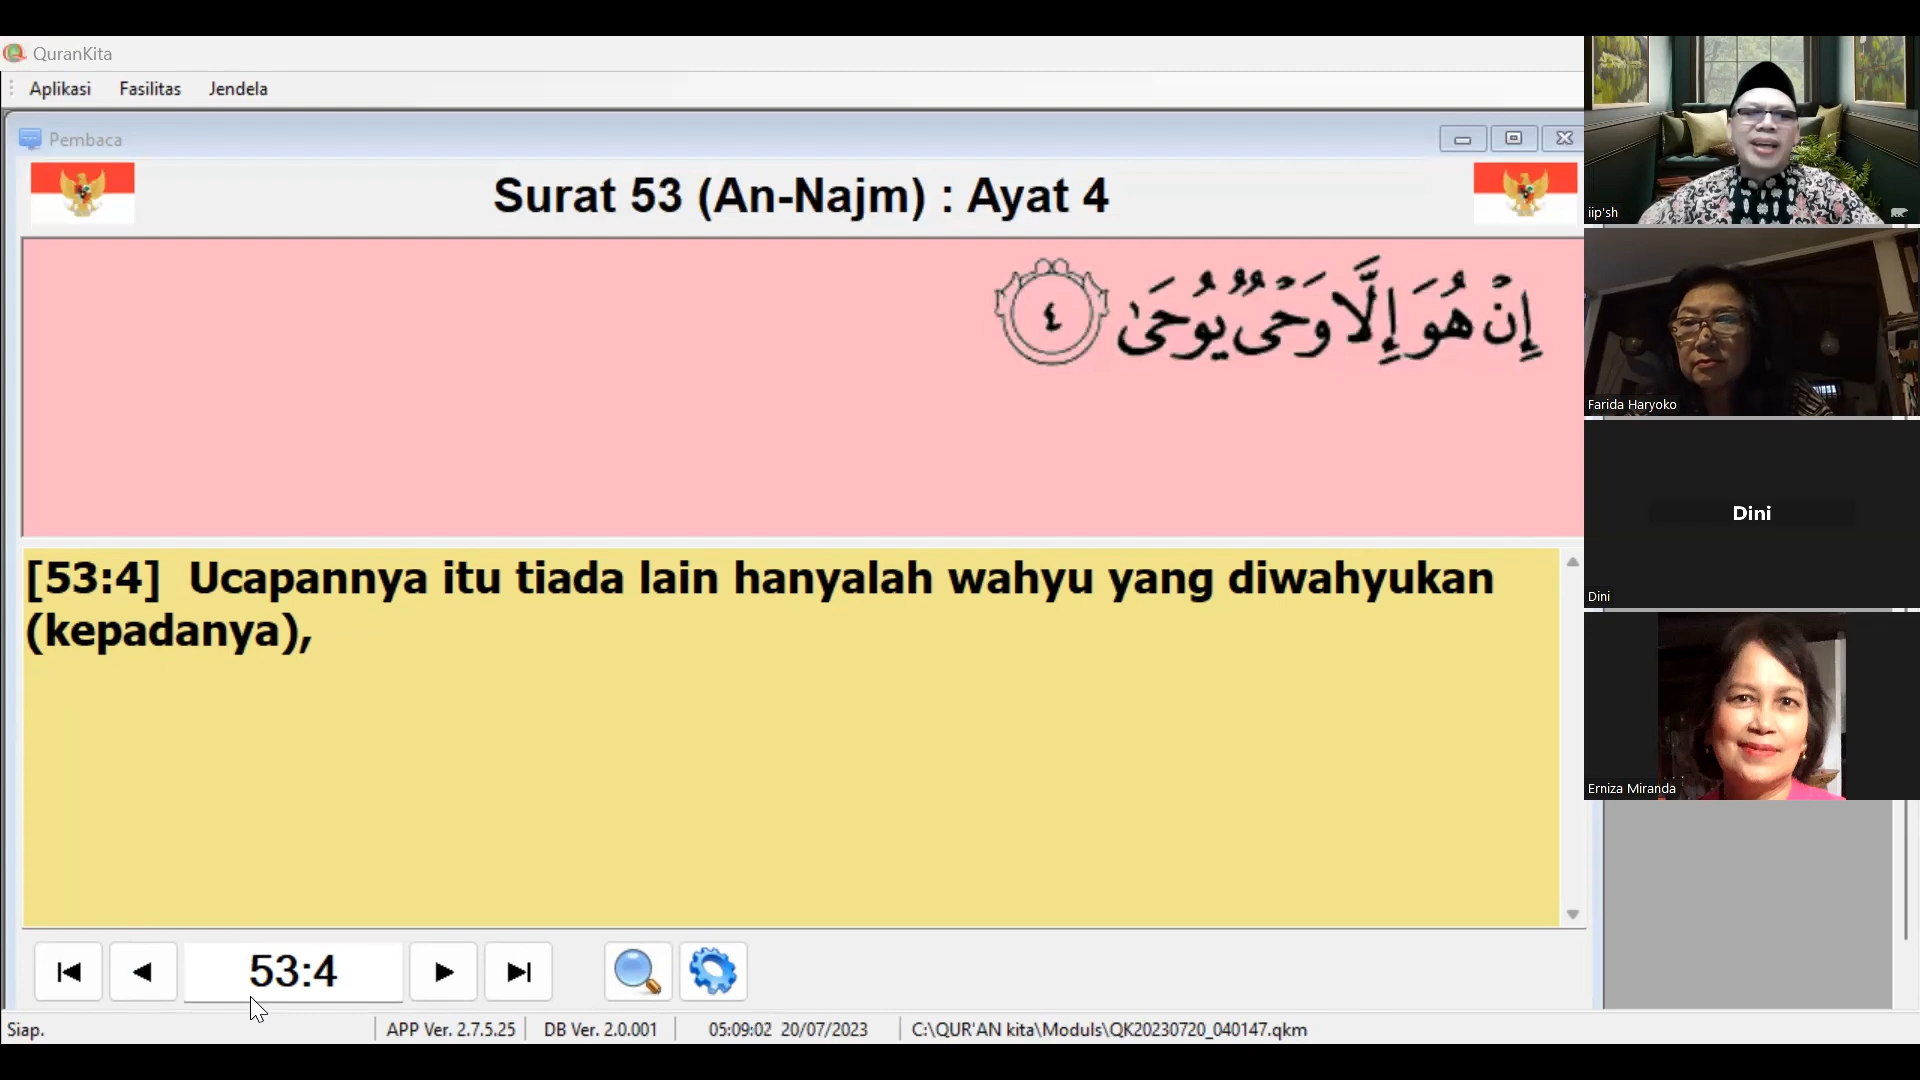 QuranKita
Aplikasi Fasilitas Jendela
Pembaca
Surat 53 (An-Najm) : Ayat 4
إِنْ هُوَ إِلَّا وَحْىٌ يُوحَىٰ ٤
[53:4] Ucapannya itu tiada lain hanyalah wahyu yang diwahyukan
(kepadanya),
53:4
Siap. APP Ver. 2.7.5.25 DB Ver. 2.0.001 05:09:02 20/07/2023 C:\QUR'AN kita\Moduls\QK20230720_040147.qkm
iip'sh
Farida Haryoko
Dini
Dini
Erniza Miranda